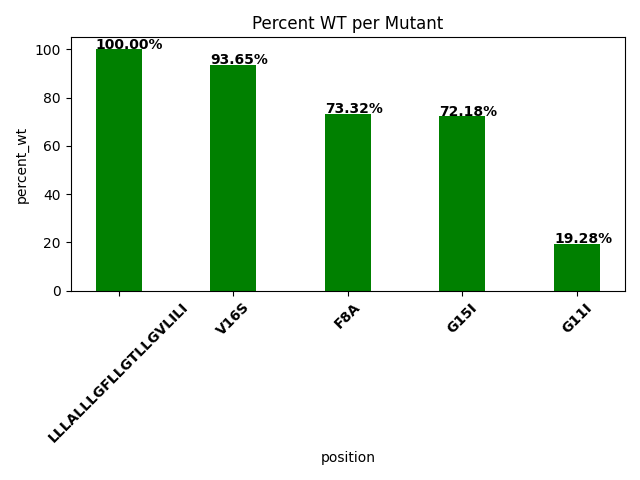 Percent WT per Mutant
percent_wt
100
80
60
40
20
0
100.00%
93.65%
73.32%
72.18%
19.28%
LLLALLLGFLLGTLLGVLILI
V16S
F8A
G15I
G11I
position